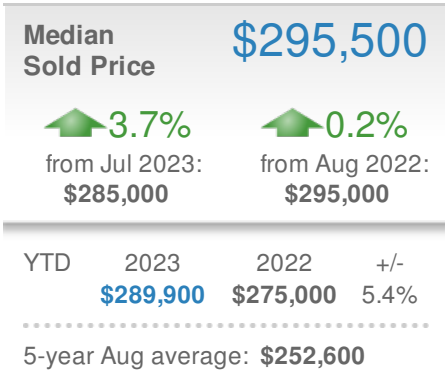 Median $295,500
Sold Price
3.7% 0.2%
from Jul 2023: from Aug 2022:
$285,000 $295,000
YTD 2023 2022 +/-
$289,900 $275,000 5.4%
5-year Aug average: $252,600